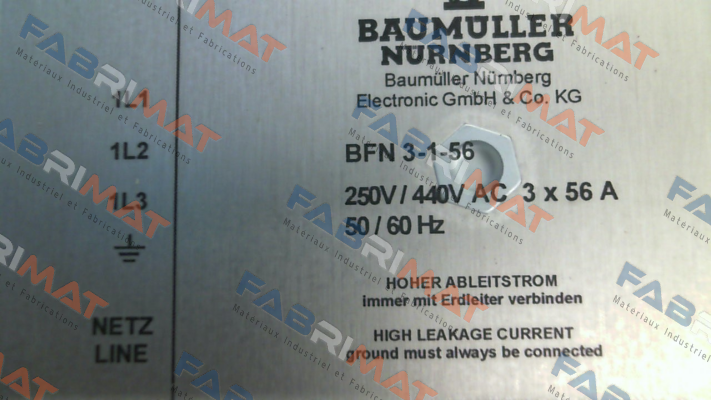 BAUMÜLLER
NÜRNBERG
Baumüller Nürnberg
Electronic GmbH & Co. KG
1L1
1L2
1L3
BFN 3-1-56
250V / 440V AC 3 x 56 A
50 / 60 Hz
HOHER ABLEITSTROM
immer mit Erdleiter verbinden
NETZ
LINE
HIGH LEAKAGE CURRENT
ground must always be connected
FABRIMAT
Materiaux Industriel et Fabrications